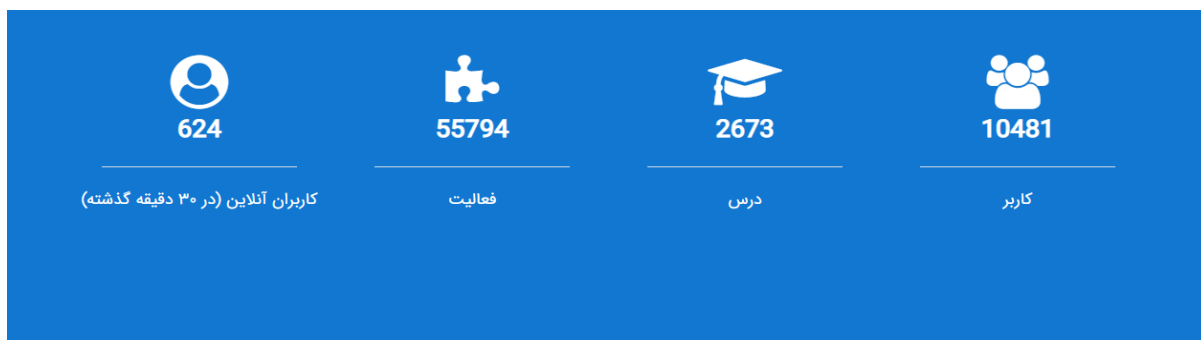 10481
کاربر
2673
درس
55794
فعالیت
624
کاربران آنلاین (در ۳۰ دقیقه گذشته)